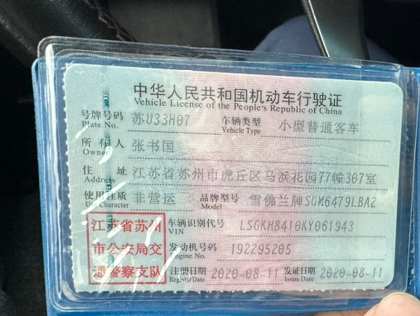 中华人民共和国机动车行驶证
Vehicle License of the People's Republic of China
号牌号码 苏U33H07 车辆类型 小型普通客车
Plate No. Vehicle Type
所有人 张书国
Owner
住址 江苏省苏州市虎丘区马浜花园77幢307室
Address
使用性质 非营运 品牌型号 雪佛兰牌SGM6479LBAZ
Use Character Model
江苏省苏州 车辆识别代号 LSGKH8410KY061943
VIN
市公安局交 发动机号码 192295205
Engine No.
通警察支队 注册日期 2020-08-11 发证日期 2020-08-11
Register Date Issue Date